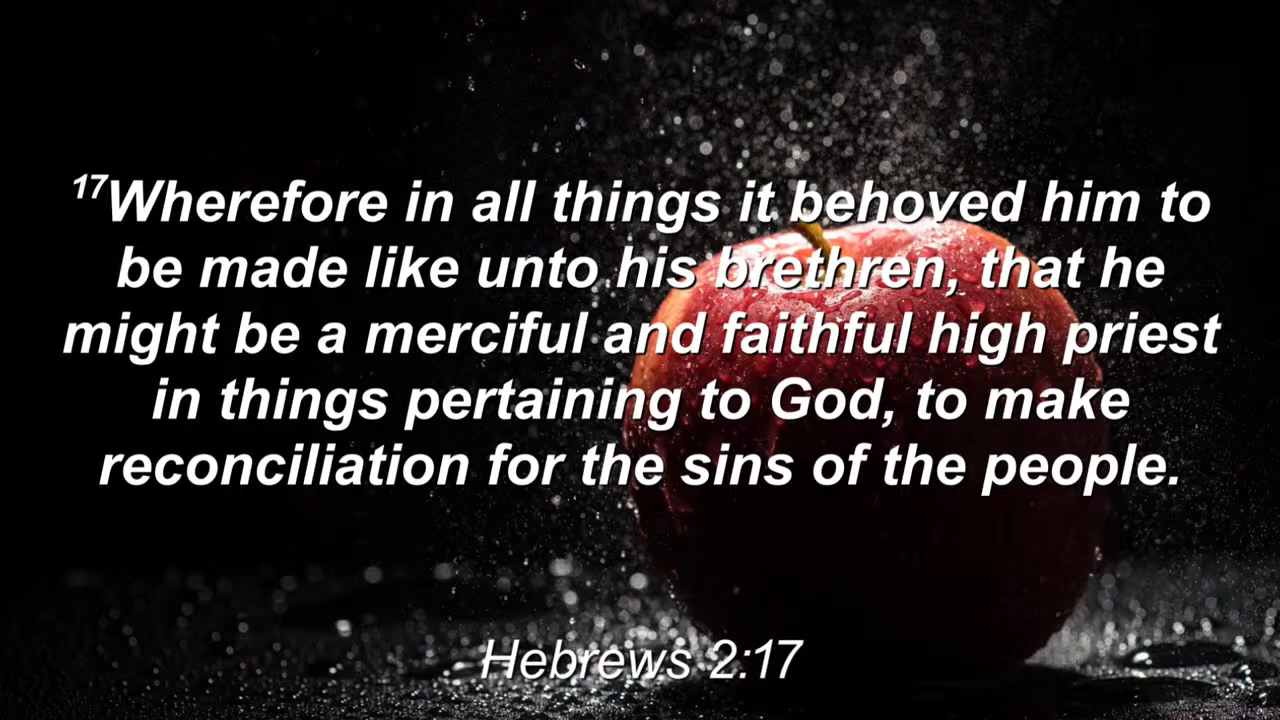 ¹⁷Wherefore in all things it behoved him to
be made like unto his brethren, that he
might be a merciful and faithful high priest
in things pertaining to God, to make
reconciliation for the sins of the people.
Hebrews 2:17